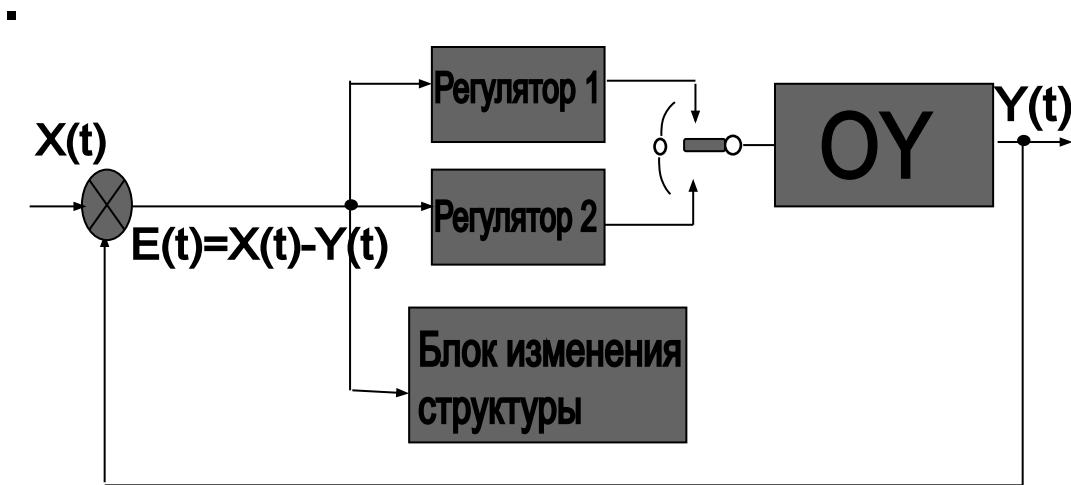 X(t)
E(t)=X(t)-Y(t)
Регулятор 1
Регулятор 2
Блок изменения
структуры
ОУ
Y(t)